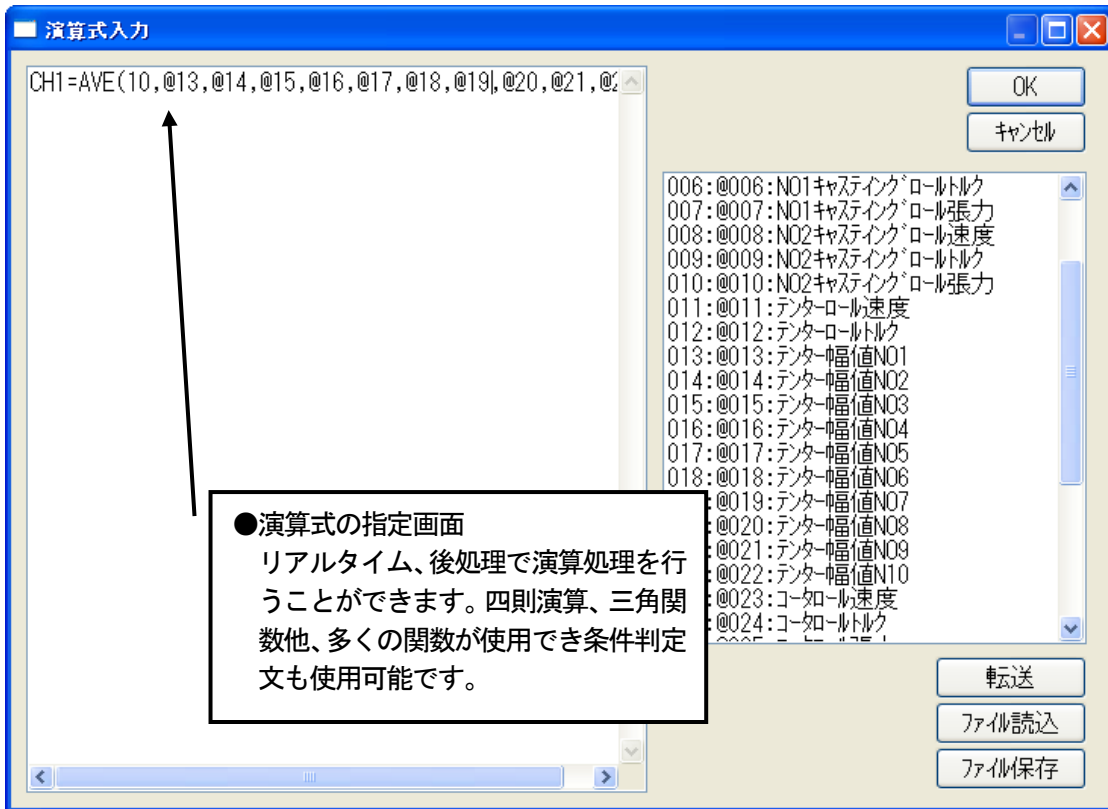 演算式入力
CH1=AVE(10,@13,@14,@15,@16,@17,@18,@19,@20,@21,@2
OK
キャンセル
006:@006:NO1キャスティングロールトルク
007:@007:NO1キャスティングロール張力
008:@008:NO2キャスティングロール速度
009:@009:NO2キャスティングロールトルク
010:@010:NO2キャスティングロール張力
011:@011:テンターロール速度
012:@012:テンターロールトルク
013:@013:テンター幅値NO1
014:@014:テンター幅値NO2
015:@015:テンター幅値NO3
016:@016:テンター幅値NO4
017:@017:テンター幅値NO5
018:@018:テンター幅値NO6
:@019:テンター幅値NO7
:@020:テンター幅値NO8
:@021:テンター幅値NO9
:@022:テンター幅値N10
:@023:コータロール速度
:@024:コータロールトルク
●演算式の指定画面
リアルタイム、後処理で演算処理を行
うことができます。四則演算、三角関
数他、多くの関数が使用でき条件判定
文も使用可能です。
転送
ファイル読込
ファイル保存